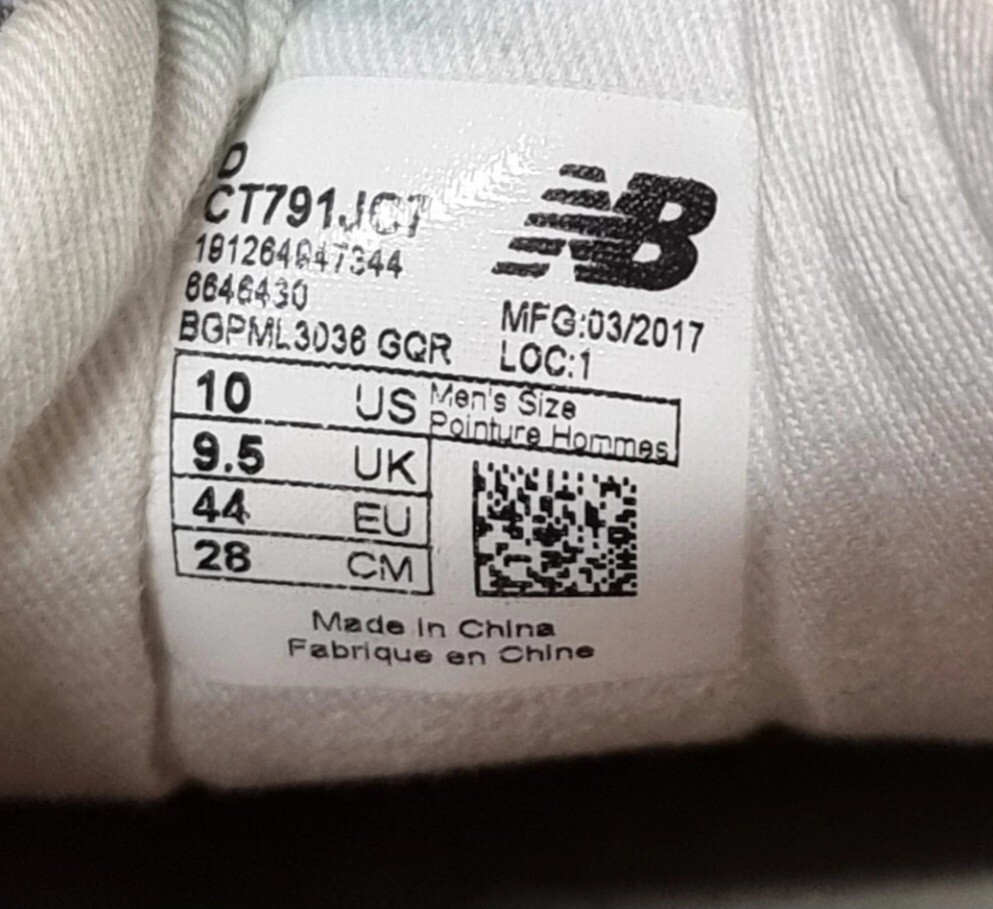 D
CT791JC7
191264847344
6646430
BGPML3036 GQR
NB
MFG:03/2017
LOC:1
10 US Men's Size
Pointure Hommes
9.5 UK
44 EU
28 CM
Made in China
Fabrique en Chine